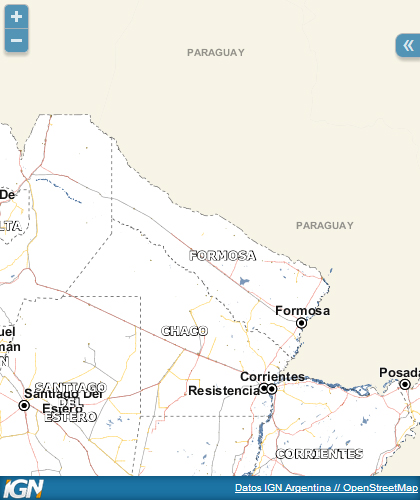 +
−
«
PARAGUAY
De
LTA
PARAGUAY
FORMOSA
Formosa
CHACO
uel
mán
N
Corrientes
Resistencia
Posada
SANTIAGO
DEL
ESTERO
Santiago Del
Estero
CORRIENTES
IGN
Datos IGN Argentina // OpenStreetMap